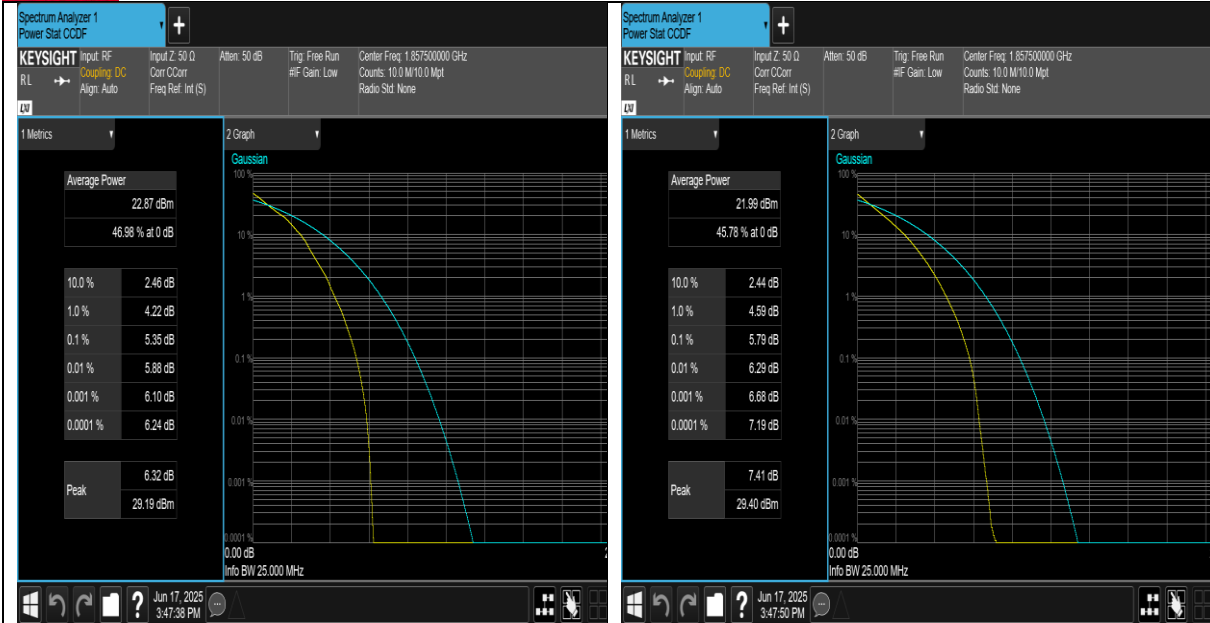 Spectrum Analyzer 1
Power Stat CCDF
+
KEYSIGHT
RL
LXI
Input: RF
Coupling: DC
Align: Auto
Input Z: 50 Ω
Corr CCorr
Freq Ref: Int (S)
Atten: 50 dB
Trig: Free Run
#IF Gain: Low
Center Freq: 1.857500000 GHz
Counts: 10.0 M/10.0 Mpt
Radio Std: None
1 Metrics
Average Power
22.87 dBm
46.98 % at 0 dB
10.0 % 2.46 dB
1.0 % 4.22 dB
0.1 % 5.35 dB
0.01 % 5.88 dB
0.001 % 6.10 dB
0.0001 % 6.24 dB
Peak
6.32 dB
29.19 dBm
2 Graph
Gaussian
100 %
10 %
1 %
0.1 %
0.01 %
0.001 %
0.0001 %
0.00 dB
Info BW 25.000 MHz
?
Jun 17, 2025
3:47:38 PM
Spectrum Analyzer 1
Power Stat CCDF
+
KEYSIGHT
RL
LXI
Input: RF
Coupling: DC
Align: Auto
Input Z: 50 Ω
Corr CCorr
Freq Ref: Int (S)
Atten: 50 dB
Trig: Free Run
#IF Gain: Low
Center Freq: 1.857500000 GHz
Counts: 10.0 M/10.0 Mpt
Radio Std: None
1 Metrics
Average Power
21.99 dBm
45.78 % at 0 dB
10.0 % 2.44 dB
1.0 % 4.59 dB
0.1 % 5.79 dB
0.01 % 6.29 dB
0.001 % 6.68 dB
0.0001 % 7.19 dB
Peak
7.41 dB
29.40 dBm
2 Graph
Gaussian
100 %
10 %
1 %
0.1 %
0.01 %
0.001 %
0.0001 %
0.00 dB
Info BW 25.000 MHz
?
Jun 17, 2025
3:47:50 PM